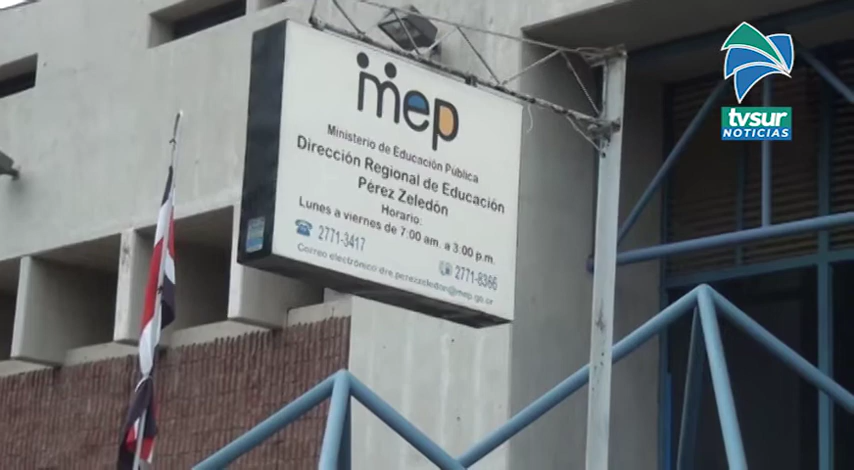 mep
Ministerio de Educación Pública
Dirección Regional de Educación
Pérez Zeledón
Horario:
Lunes a viernes de 7:00 am. a 3:00 p.m.
2771-3417
2771-8366
Correo electrónico dre.perezzeledon@mep.go.cr
tvsur
NOTICIAS